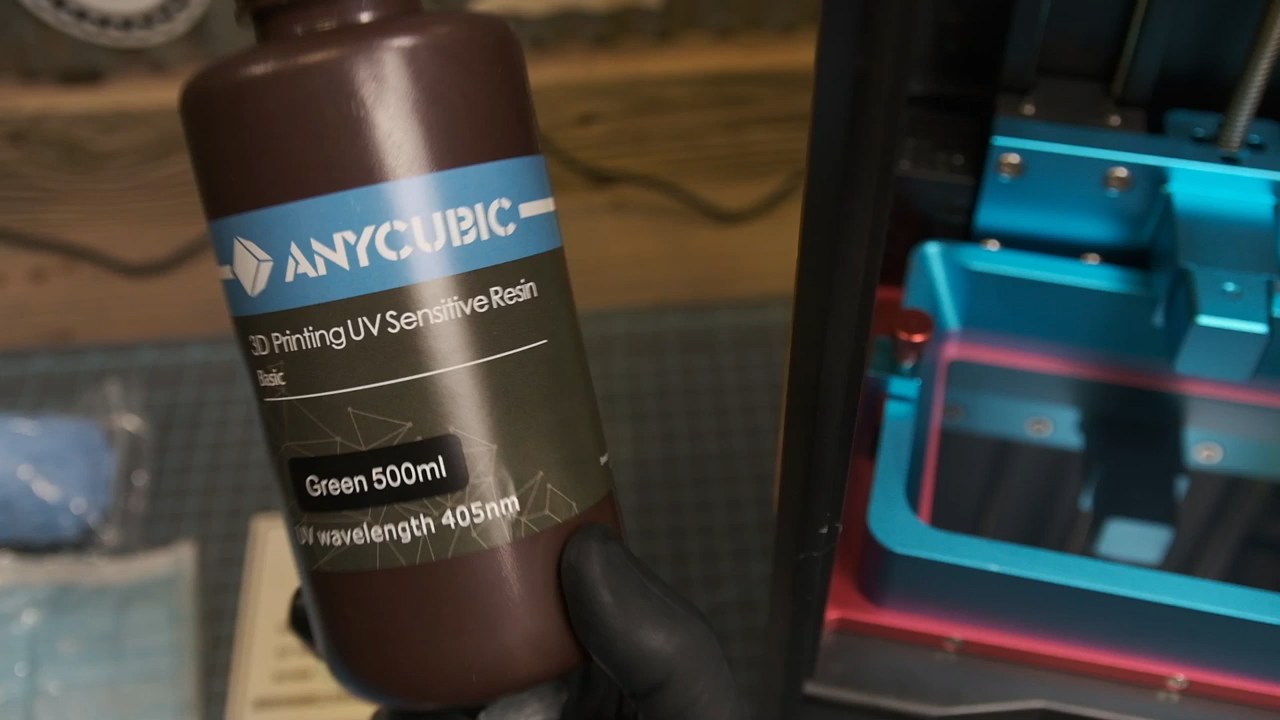 ANYCUBIC
3D Printing UV Sensitive Resin
Basic
Green 500ml
UV wavelength 405nm